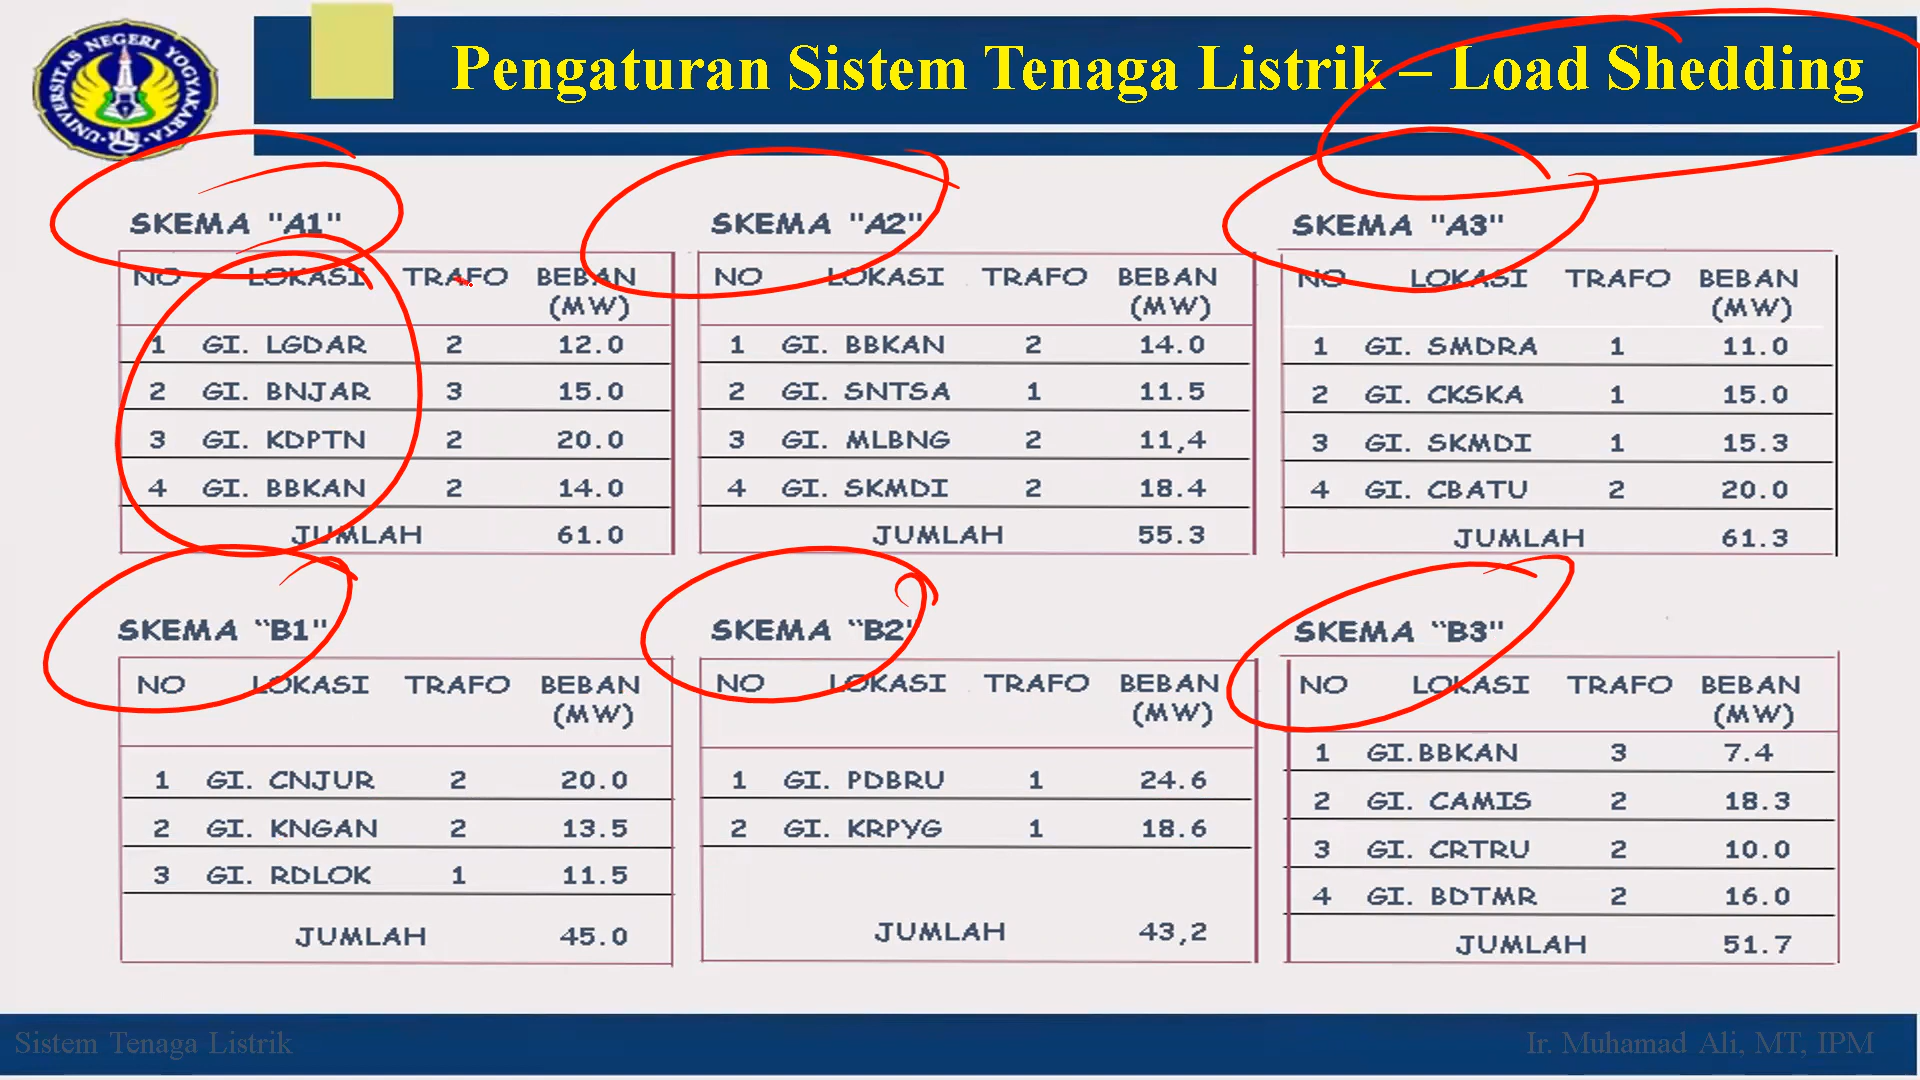 UNIVERSITAS NEGERI YOGYAKARTA
UNY
Pengaturan Sistem Tenaga Listrik – Load Shedding
SKEMA "A1"
NO LOKASI TRAFO BEBAN
(MW)
1 GI. LGDAR 2 12.0
2 GI. BNJAR 3 15.0
3 GI. KDPTN 2 20.0
4 GI. BBKAN 2 14.0
JUMLAH 61.0
SKEMA "A2"
NO LOKASI TRAFO BEBAN
(MW)
1 GI. BBKAN 2 14.0
2 GI. SNTSA 1 11.5
3 GI. MLBNG 2 11,4
4 GI. SKMDI 2 18.4
JUMLAH 55.3
SKEMA "A3"
NO LOKASI TRAFO BEBAN
(MW)
1 GI. SMDRA 1 11.0
2 GI. CKSKA 1 15.0
3 GI. SKMDI 1 15.3
4 GI. CBATU 2 20.0
JUMLAH 61.3
SKEMA “B1"
NO LOKASI TRAFO BEBAN
(MW)
1 GI. CNJUR 2 20.0
2 GI. KNGAN 2 13.5
3 GI. RDLOK 1 11.5
JUMLAH 45.0
SKEMA “B2"
NO LOKASI TRAFO BEBAN
(MW)
1 GI. PDBRU 1 24.6
2 GI. KRPYG 1 18.6
JUMLAH 43,2
SKEMA “B3"
NO LOKASI TRAFO BEBAN
(MW)
1 GI.BBKAN 3 7.4
2 GI. CAMIS 2 18.3
3 GI. CRTRU 2 10.0
4 GI. BDTMR 2 16.0
JUMLAH 51.7
Sistem Tenaga Listrik
Ir. Muhamad Ali, MT, IPM